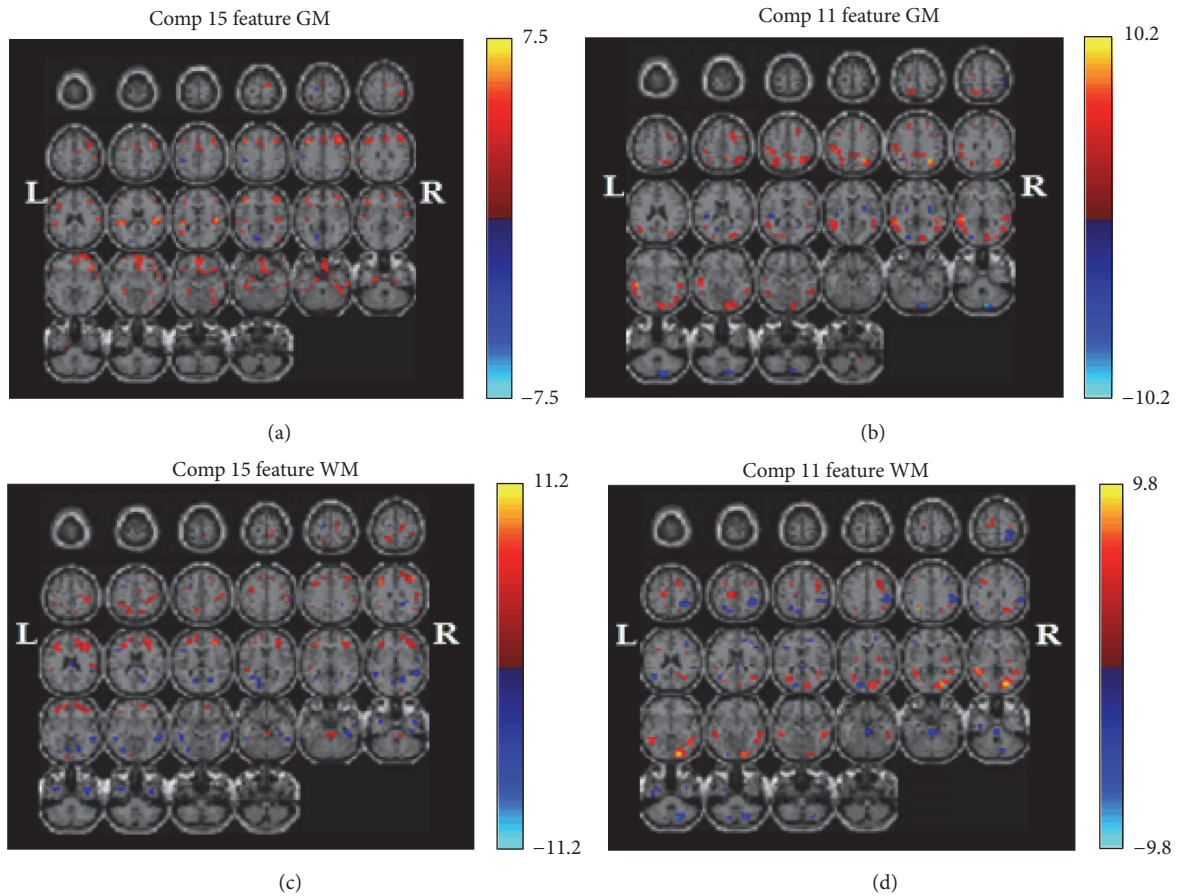 Comp 15 feature GM
7.5
L
R
−7.5
(a)
Comp 11 feature GM
10.2
L
R
−10.2
(b)
Comp 15 feature WM
11.2
L
R
−11.2
(c)
Comp 11 feature WM
9.8
L
R
−9.8
(d)